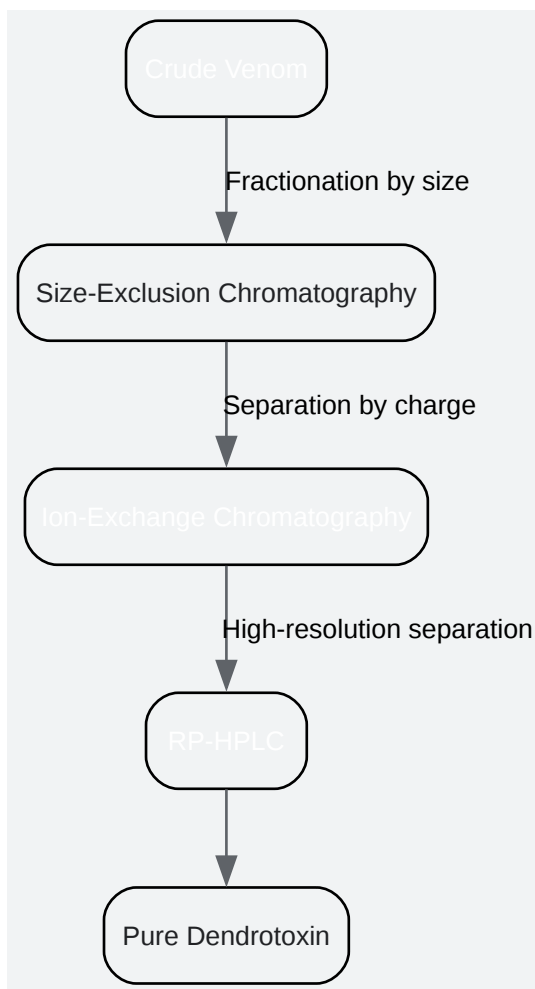 Crude Venom
Fractionation by size
Size-Exclusion Chromatography
Separation by charge
Ion-Exchange Chromatography
High-resolution separation
RP-HPLC
Pure Dendrotoxin